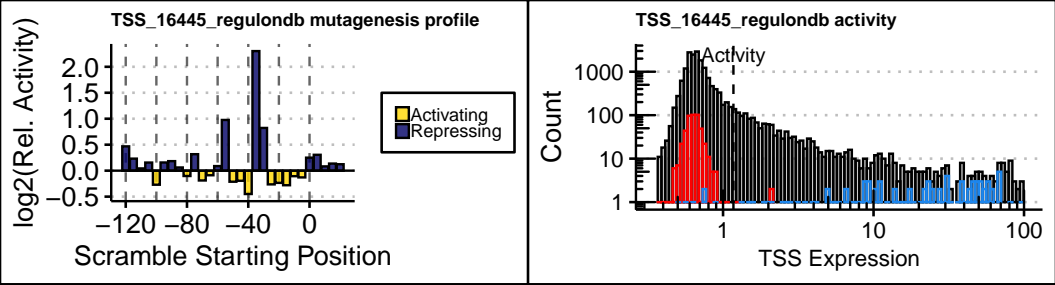 TSS_16445_regulondb mutagenesis profile
log2(Rel. Activity)
2.0
1.5
1.0
0.5
0.0
−0.5
−120 −80 −40 0
Scramble Starting Position
Activating
Repressing
TSS_16445_regulondb activity
Activity
Count
1000
100
10
1
1 10 100
TSS Expression